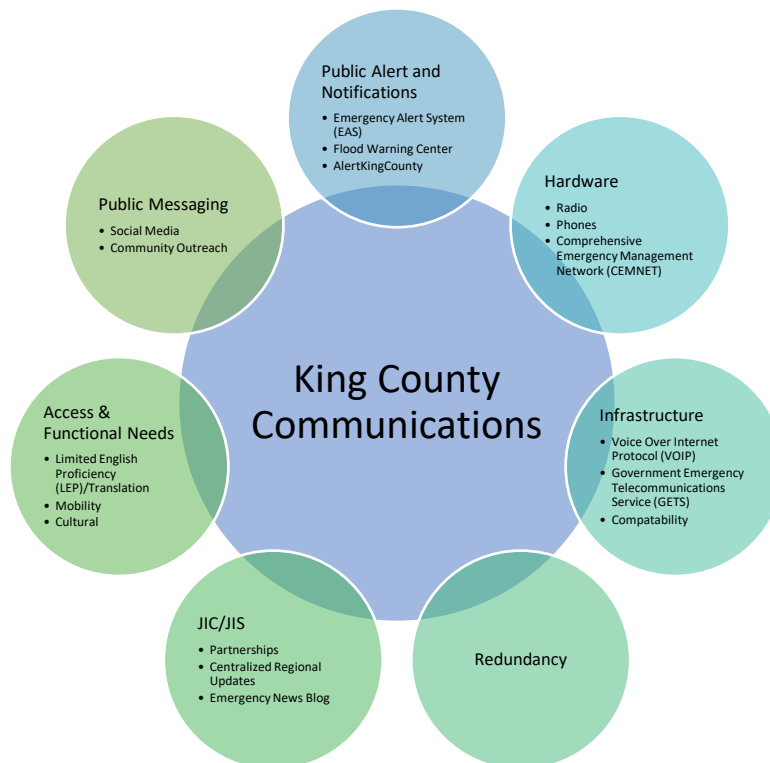 Public Alert and
Notifications
• Emergency Alert System
(EAS)
• Flood Warning Center
• AlertKingCounty
Hardware
• Radio
• Phones
• Comprehensive
Emergency Management
Network (CEMNET)
Infrastructure
• Voice Over Internet
Protocol (VOIP)
• Government Emergency
Telecommunications
Service (GETS)
• Compatability
Redundancy
JIC/JIS
• Partnerships
• Centralized Regional
Updates
• Emergency News Blog
Access &
Functional Needs
• Limited English
Proficiency
(LEP)/Translation
• Mobility
• Cultural
Public Messaging
• Social Media
• Community Outreach
King County
Communications